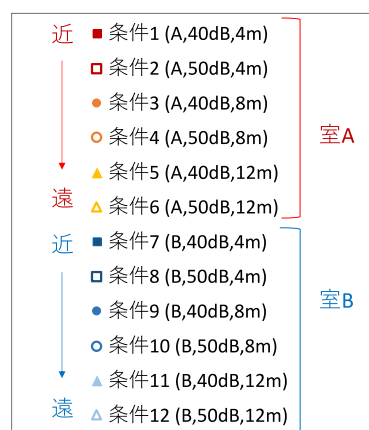 近
条件1 (A,40dB,4m)
条件2 (A,50dB,4m)
条件3 (A,40dB,8m)
条件4 (A,50dB,8m)
室A
条件5 (A,40dB,12m)
遠
条件6 (A,50dB,12m)
近
条件7 (B,40dB,4m)
条件8 (B,50dB,4m)
条件9 (B,40dB,8m)
室B
条件10 (B,50dB,8m)
条件11 (B,40dB,12m)
遠
条件12 (B,50dB,12m)